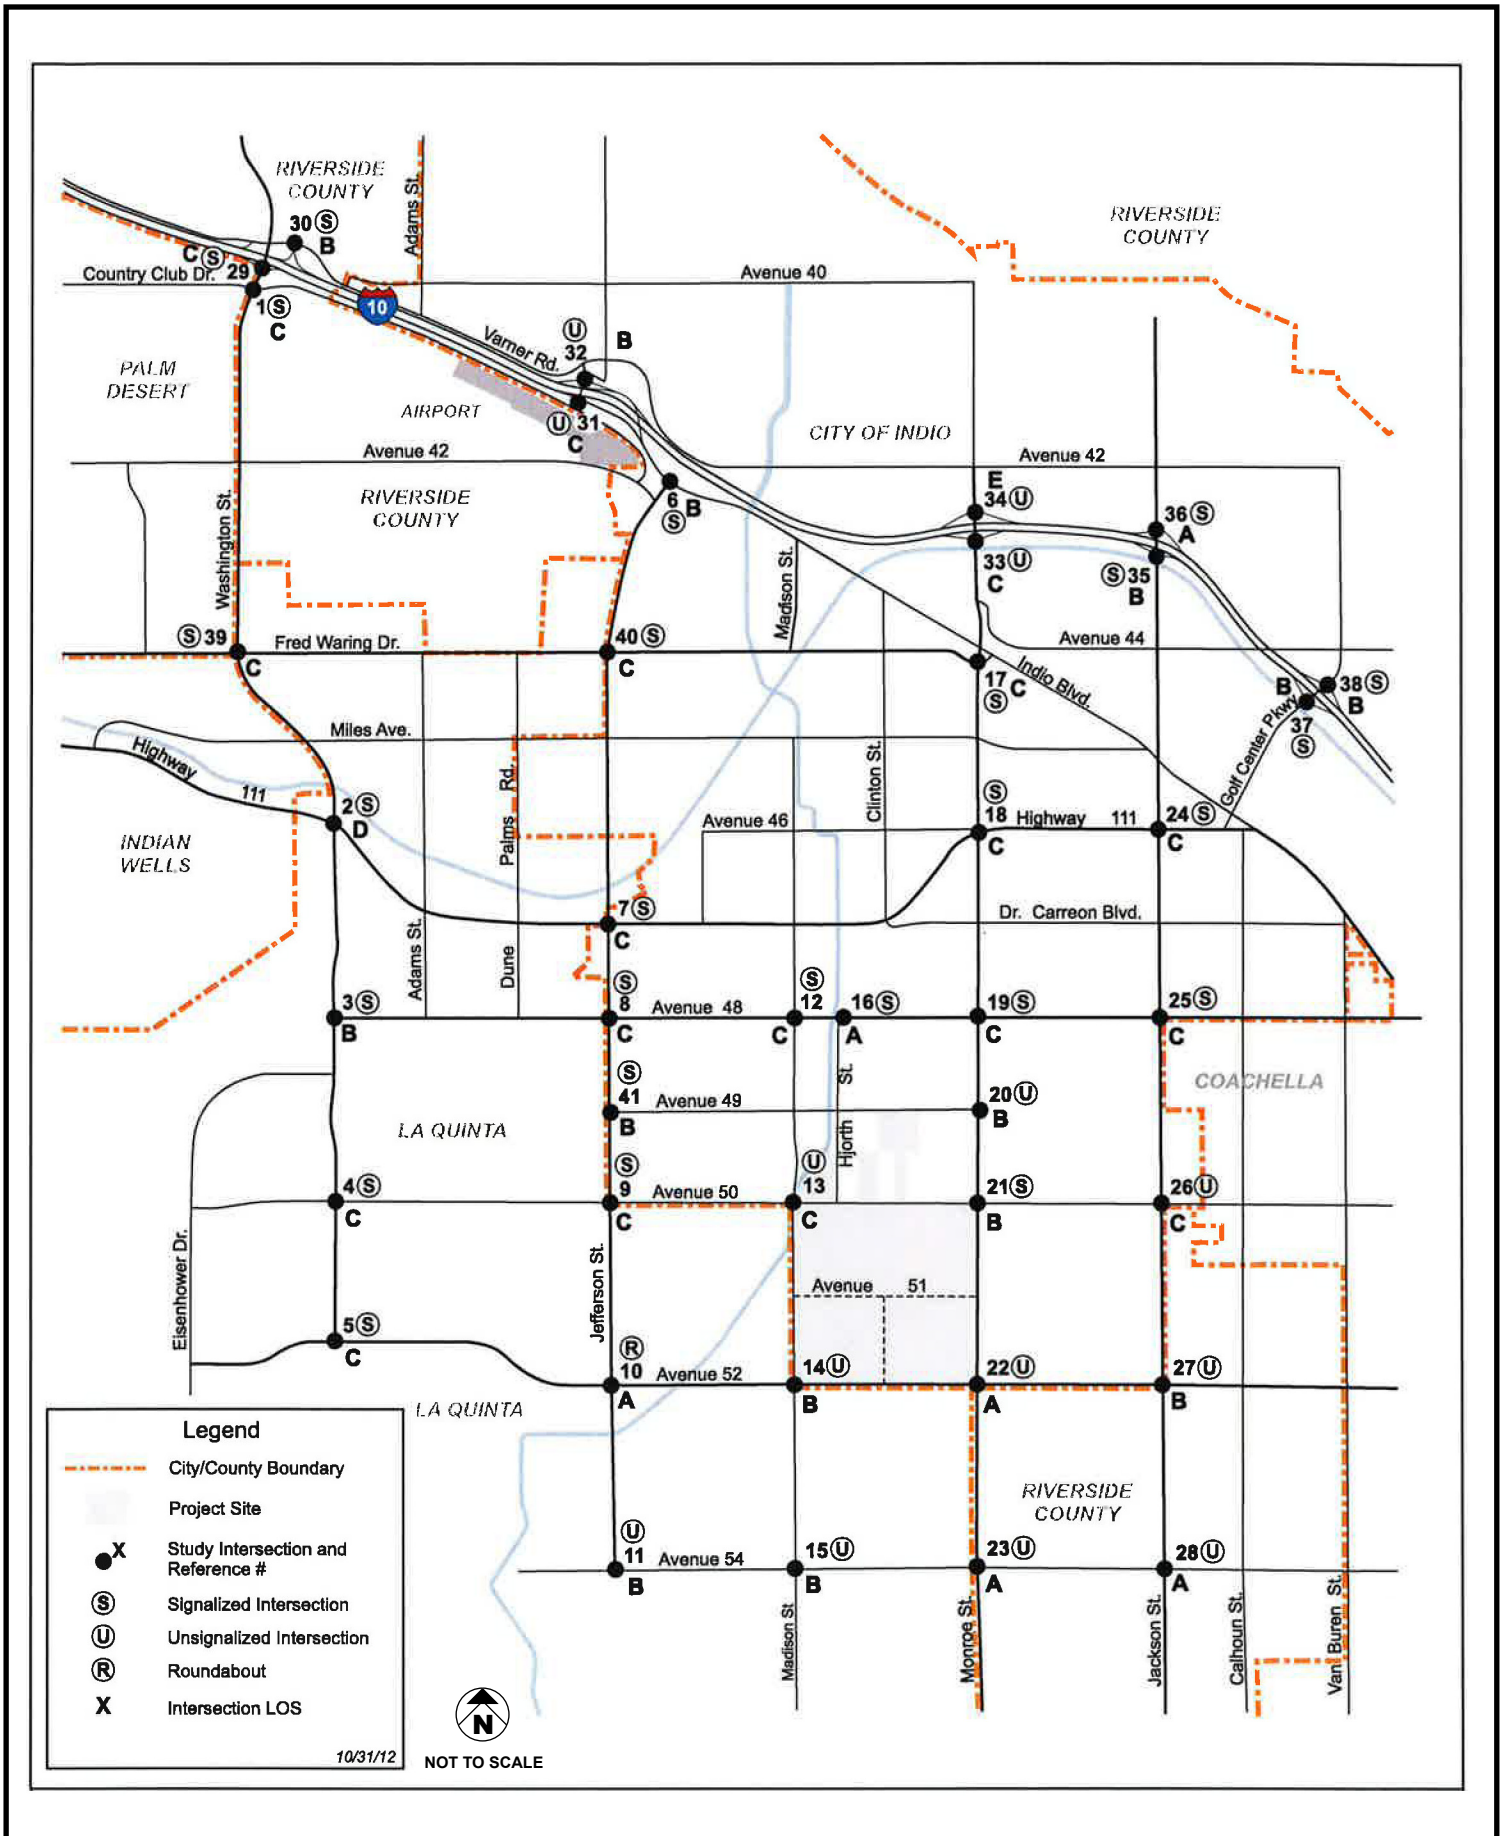 RIVERSIDE
COUNTY
Adams St.
RIVERSIDE
COUNTY
30 S
B
C S
29
Country Club Dr.
Avenue 40
1 S
C
10
Varner Rd.
U
32
B
PALM
DESERT
AIRPORT
U 31
C
CITY OF INDIO
Avenue 42
Avenue 42
RIVERSIDE
COUNTY
Washington St.
6
B
S
E
34 U
33 U
C
36 S
A
S 35
B
Madison St.
S 39
C
Fred Waring Dr.
40 S
C
Avenue 44
17
C
S
Indio Blvd.
B
38 S
B
37
S
Golf Center Pkwy
Miles Ave.
Highway
111
Palms Rd.
Clinton St.
2 S
D
INDIAN
WELLS
Avenue 46
S
18
C
Highway 111
24 S
C
7 S
C
Dr. Carreon Blvd.
Adams St.
Dune
3 S
B
S
8
C
Avenue 48
S
12
C
16 S
A
19 S
C
25 S
C
St.
Hjorth
COACHELLA
S
41
B
Avenue 49
20 U
B
LA QUINTA
4 S
C
S
9
C
Avenue 50
U
13
C
21 S
B
26 U
C
Eisenhower Dr.
Jefferson St.
Avenue 51
5 S
C
R
10
A
Avenue 52
14 U
B
22 U
A
27 U
B
LA QUINTA
RIVERSIDE
COUNTY
U
11
B
Avenue 54
15 U
B
23 U
A
28 U
A
Madison St
Monroe St.
Jackson St.
Calhoun St.
Van Buren St.
Legend
City/County Boundary
Project Site
X Study Intersection and
Reference #
S Signalized Intersection
U Unsignalized Intersection
R Roundabout
X Intersection LOS
10/31/12
N
NOT TO SCALE